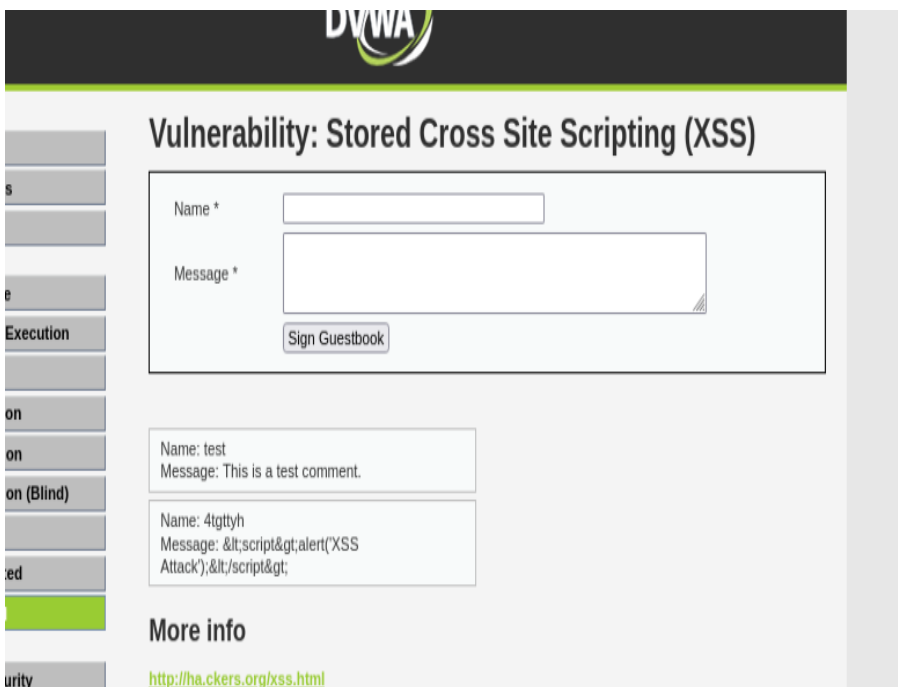 DVWA
Vulnerability: Stored Cross Site Scripting (XSS)
s
Name *
Message *
e
Execution
Sign Guestbook
on
on
on (Blind)
Name: test
Message: This is a test comment.
Name: 4tgttyh
Message: &lt;script&gt;alert('XSS
Attack');&lt;/script&gt;
ted
More info
urity
http://ha.ckers.org/xss.html